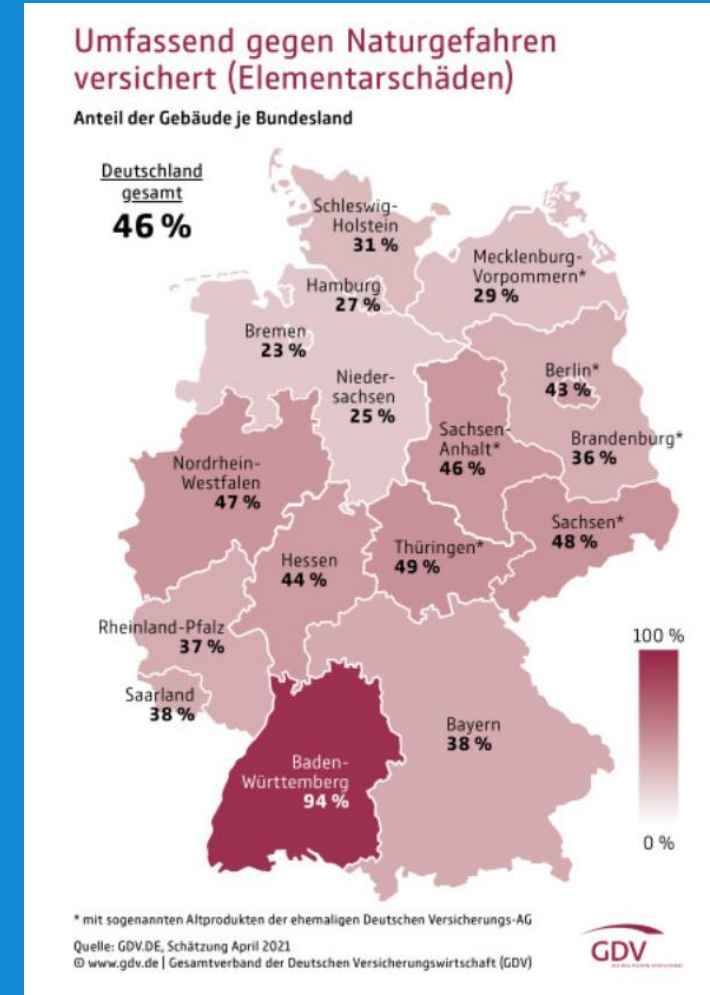 Umfassend gegen Naturgefahren
versichert (Elementarschäden)
Anteil der Gebäude je Bundesland
Deutschland
gesamt
46 %
Schleswig-
Holstein
31 %
Mecklenburg-
Vorpommern*
29 %
Hamburg
27 %
Bremen
23 %
Nieder-
sachsen
25 %
Berlin*
43 %
Sachsen-
Anhalt*
46 %
Brandenburg*
36 %
Nordrhein-
Westfalen
47 %
Sachsen*
48 %
Thüringen*
49 %
Hessen
44 %
Rheinland-Pfalz
37 %
100 %
Saarland
38 %
Bayern
38 %
Baden-
Württemberg
94 %
0 %
* mit sogenannten Altprodukten der ehemaligen Deutschen Versicherungs-AG
Quelle: GDV.DE, Schätzung April 2021
© www.gdv.de | Gesamtverband der Deutschen Versicherungswirtschaft (GDV)
GDV